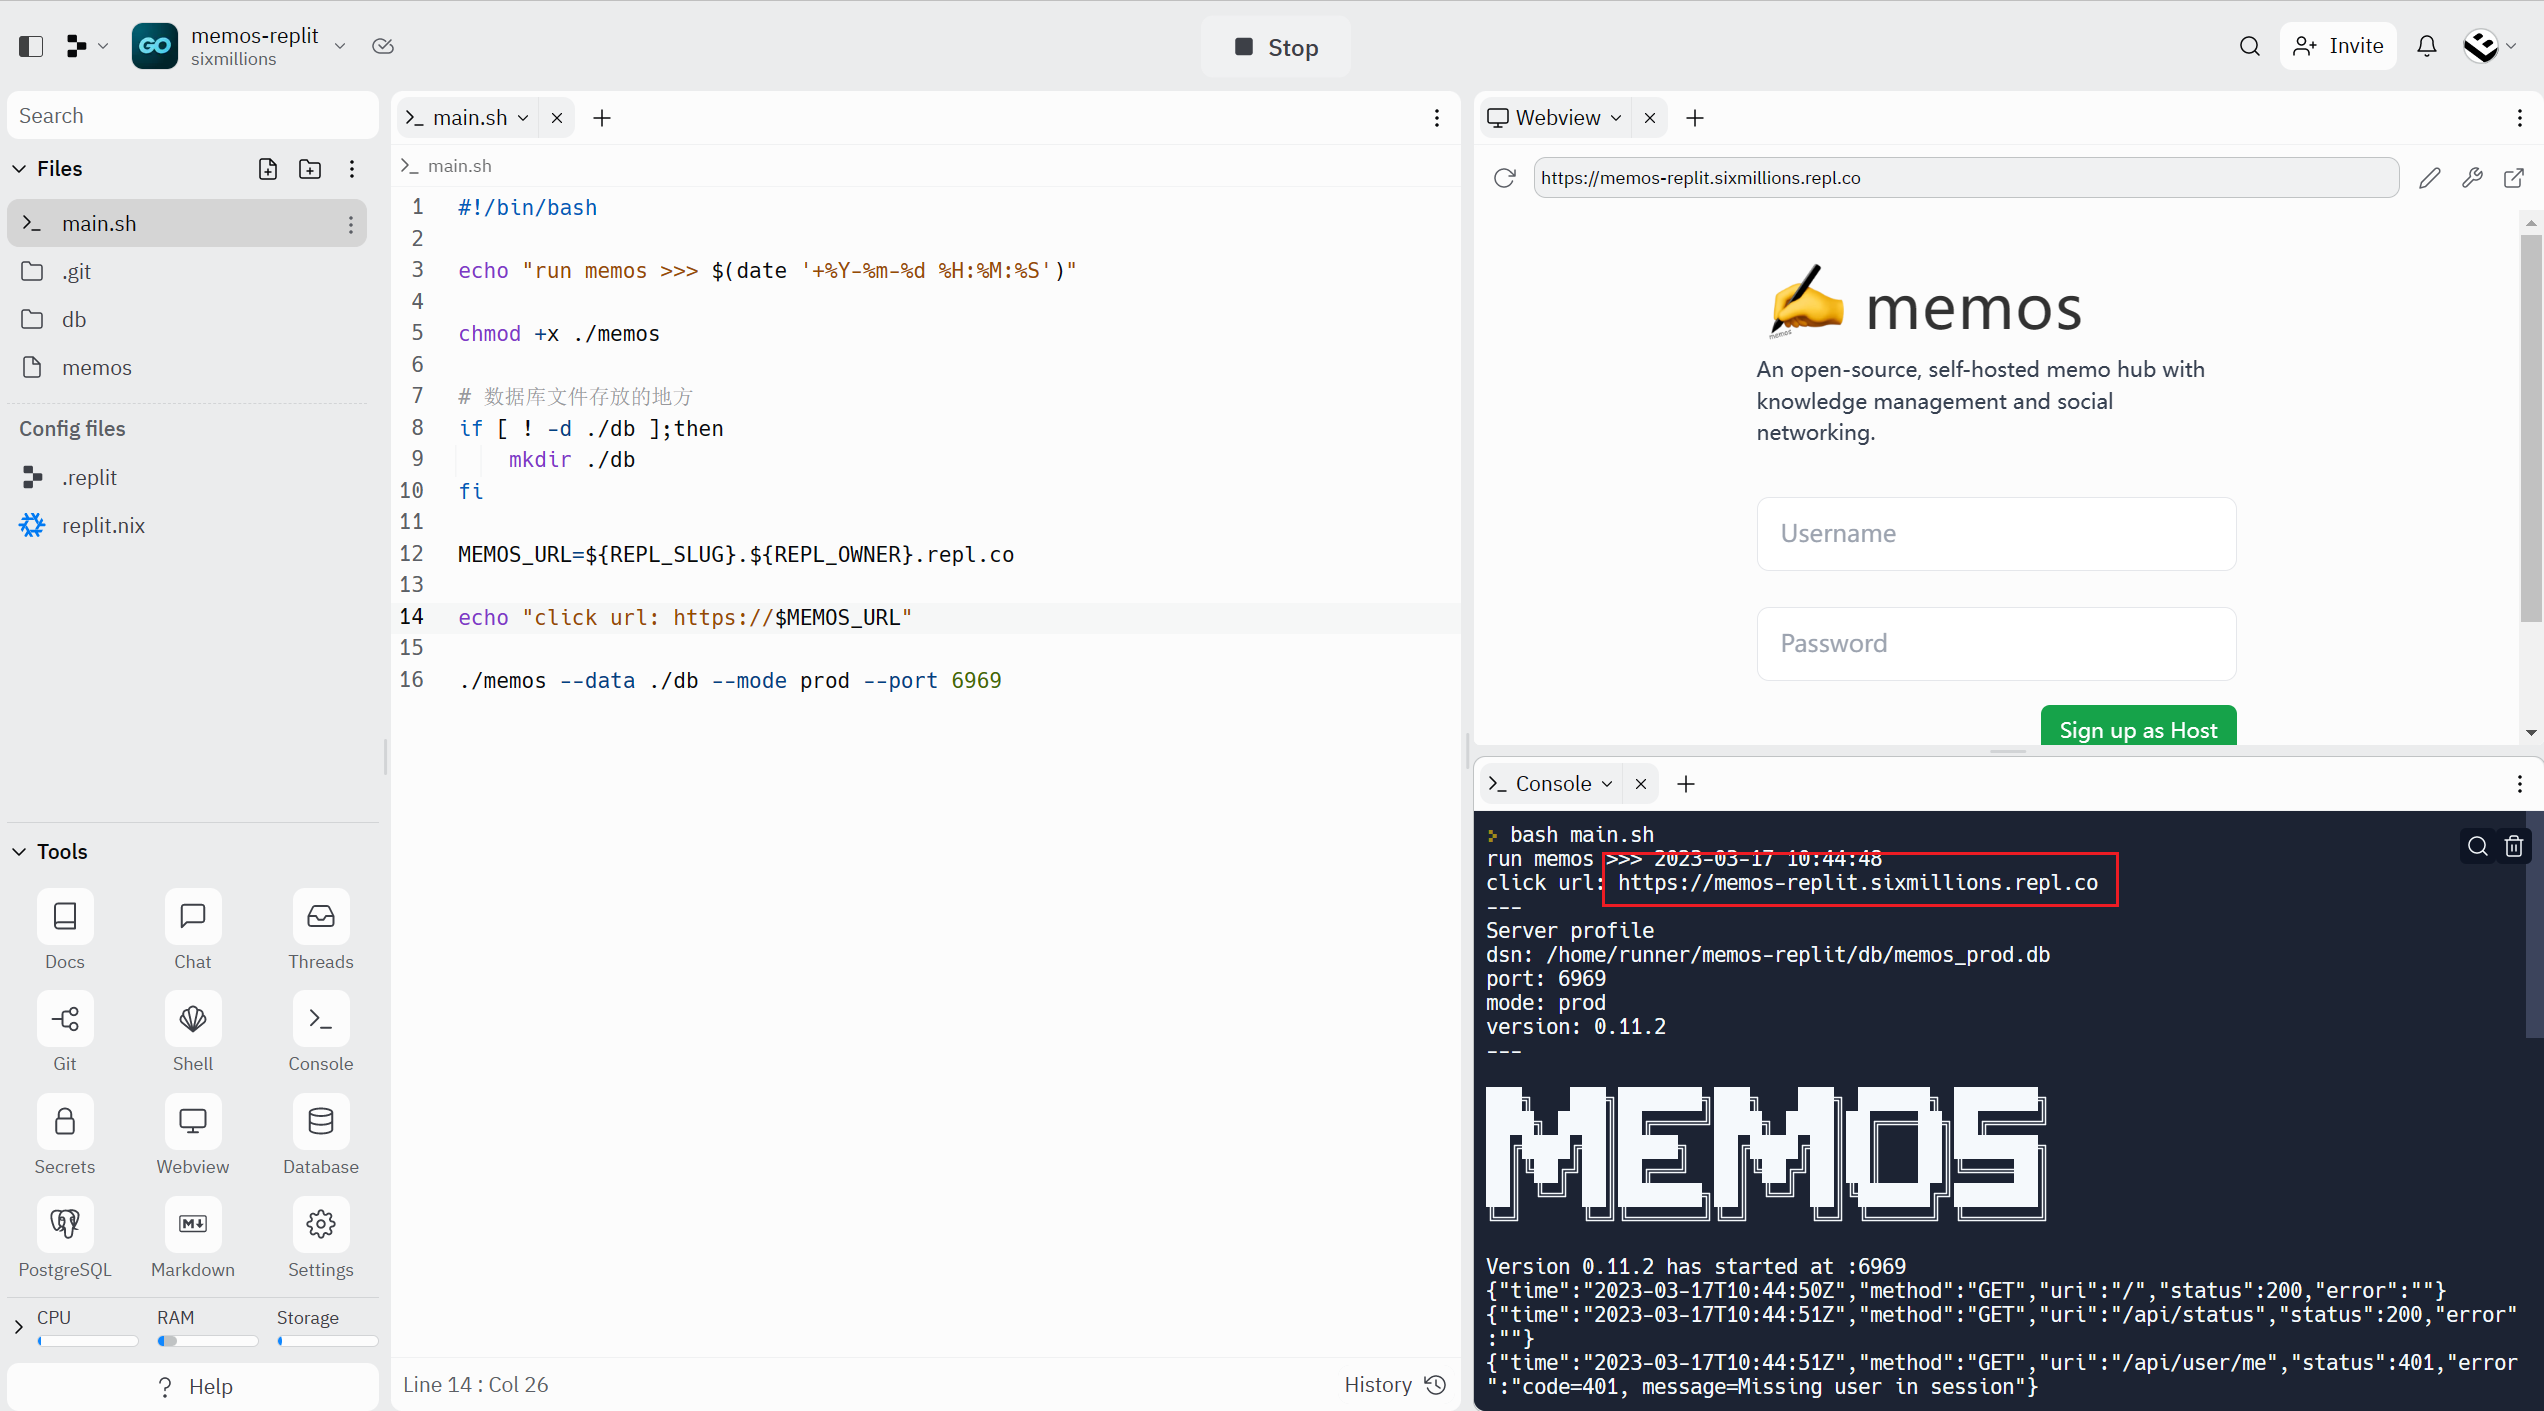 memos-replit
sixmillions
Stop
Invite
Search
Files
main.sh
.git
db
memos
Config files
.replit
replit.nix
Tools
Docs
Chat
Threads
Git
Shell
Console
Secrets
Webview
Database
PostgreSQL
Markdown
Settings
CPU
RAM
Storage
? Help
main.sh
main.sh
1 #!/bin/bash
2
3 echo "run memos >>> $(date '+%Y-%m-%d %H:%M:%S')"
4
5 chmod +x ./memos
6
7 # 数据库文件存放的地方
8 if [ ! -d ./db ];then
9 mkdir ./db
10 fi
11
12 MEMOS_URL=${REPL_SLUG}.${REPL_OWNER}.repl.co
13
14 echo "click url: https://$MEMOS_URL"
15
16 ./memos --data ./db --mode prod --port 6969
Line 14 : Col 26
History
Webview
https://memos-replit.sixmillions.repl.co
memos
An open-source, self-hosted memo hub with
knowledge management and social
networking.
Username
Password
Sign up as Host
Console
bash main.sh
run memos >>> 2023-03-17 10:44:48
click url: https://memos-replit.sixmillions.repl.co
---
Server profile
dsn: /home/runner/memos-replit/db/memos_prod.db
port: 6969
mode: prod
version: 0.11.2
---
MEMOS
Version 0.11.2 has started at :6969
{"time":"2023-03-17T10:44:50Z","method":"GET","uri":"/","status":200,"error":""}
{"time":"2023-03-17T10:44:51Z","method":"GET","uri":"/api/status","status":200,"error"
:""}
{"time":"2023-03-17T10:44:51Z","method":"GET","uri":"/api/user/me","status":401,"error
":"code=401, message=Missing user in session"}